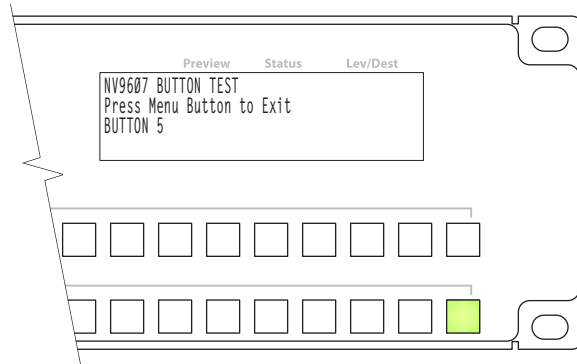 Preview Status Lev/Dest
NV9607 BUTTON TEST
Press Menu Button to Exit
BUTTON 5